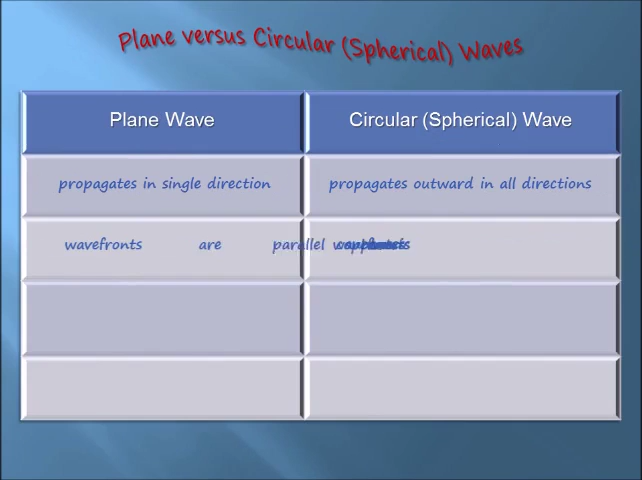 Plane versus Circular (Spherical) Waves
Plane Wave
Circular (Spherical) Wave
propagates in single direction
propagates outward in all directions
wavefronts are parallel